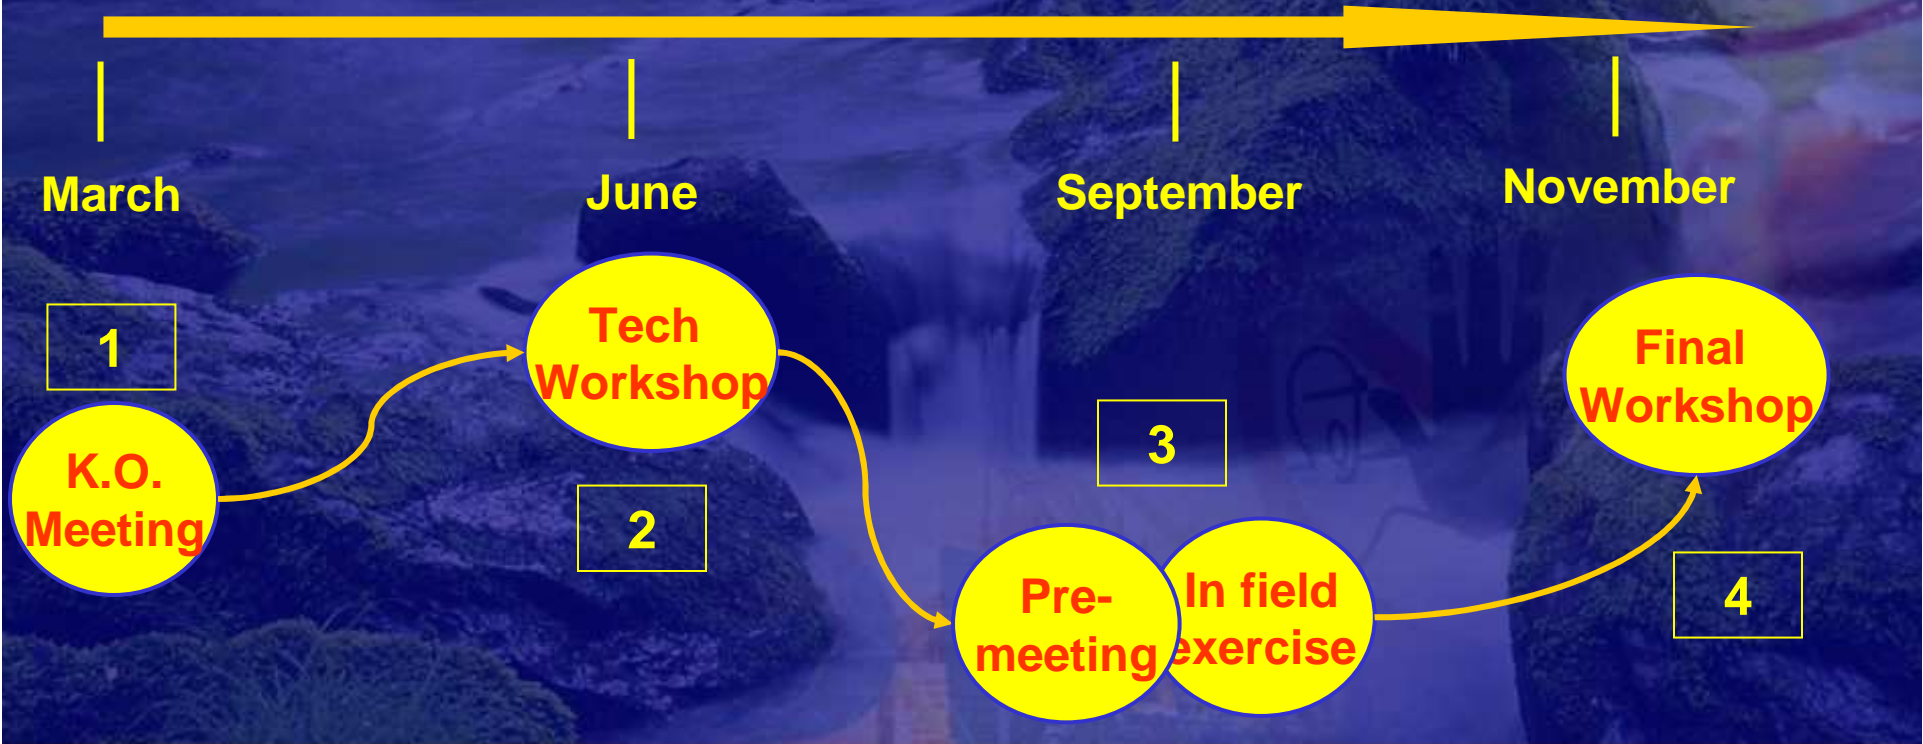 March
June
September
November
1
K.O.
Meeting
Tech
Workshop
2
3
Pre-
meeting
In field
exercise
Final
Workshop
4